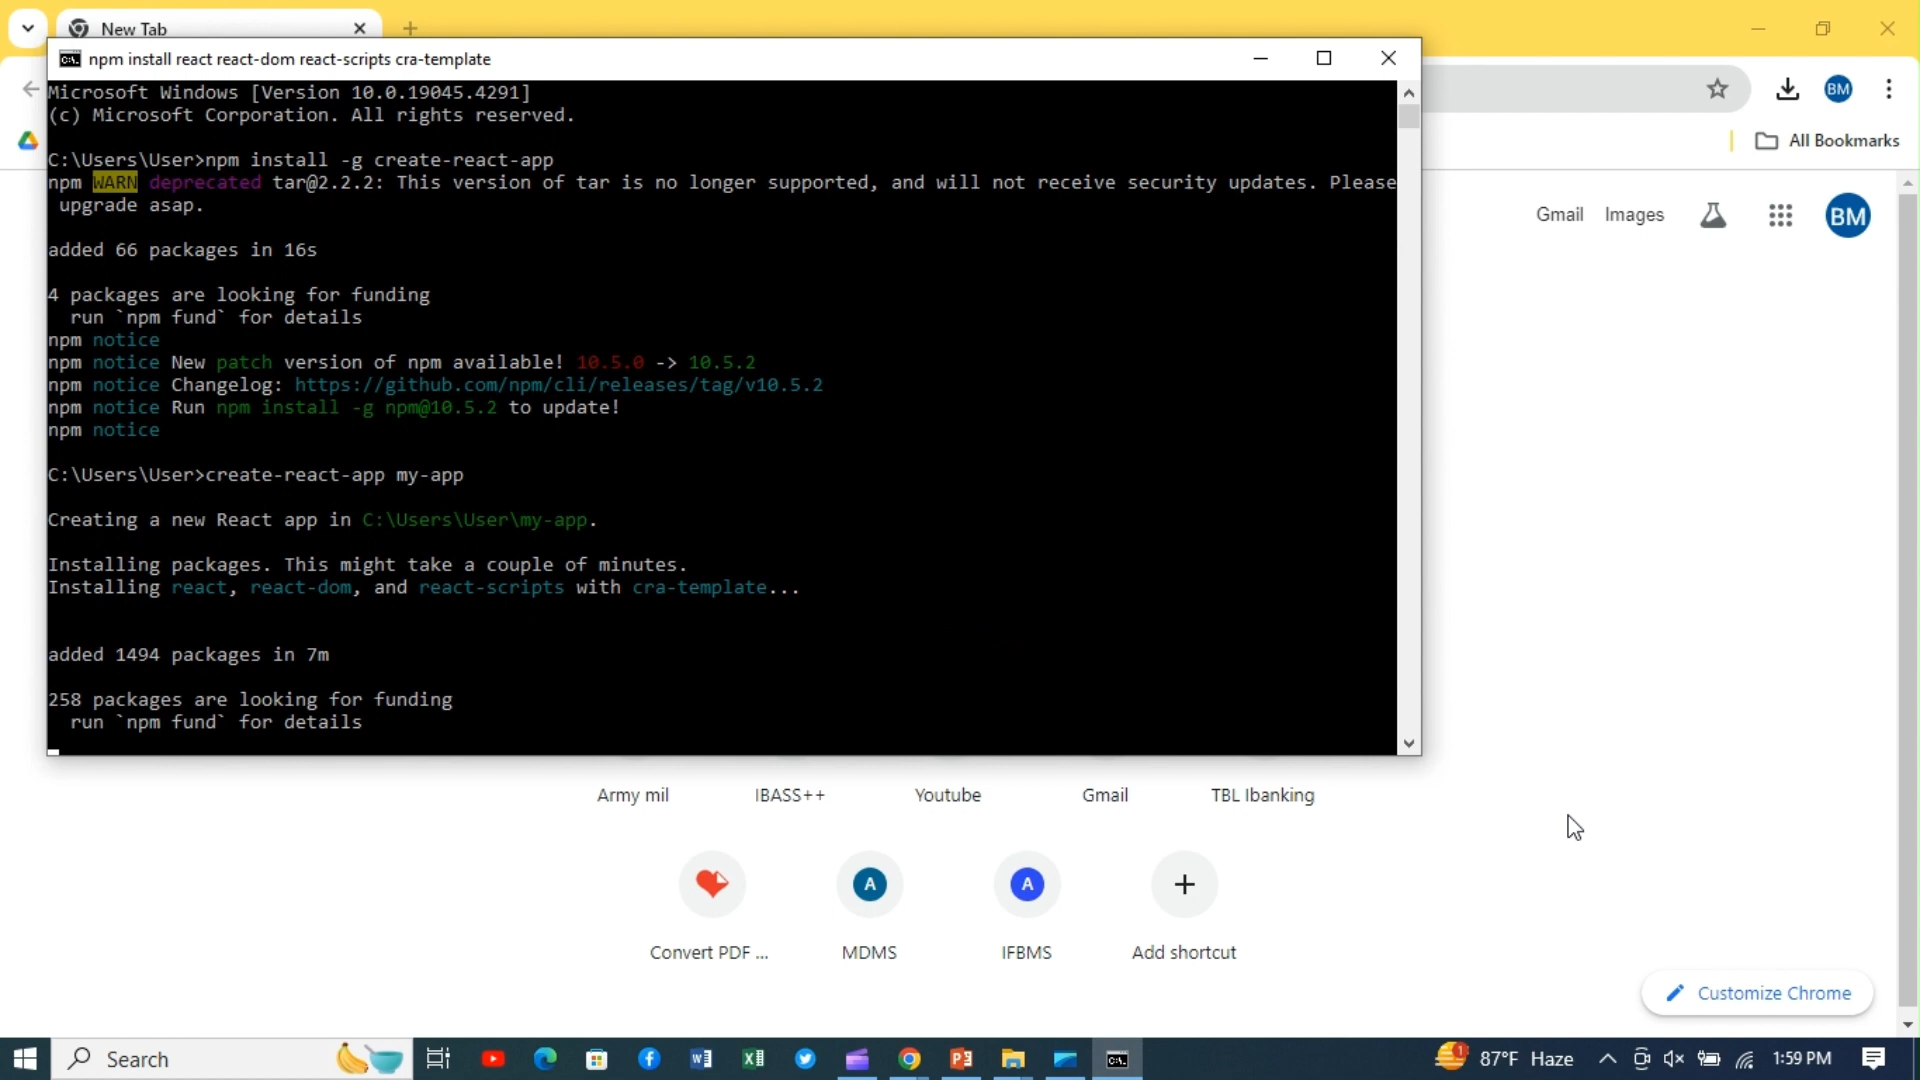 New Tab
npm install react react-dom react-scripts cra-template
Microsoft Windows [Version 10.0.19045.4291]
(c) Microsoft Corporation. All rights reserved.
C:\Users\User>npm install -g create-react-app
npm WARN deprecated tar@2.2.2: This version of tar is no longer supported, and will not receive security updates. Please
upgrade asap.
added 66 packages in 16s
4 packages are looking for funding
run `npm fund` for details
npm notice
npm notice New patch version of npm available! 10.5.0 -> 10.5.2
npm notice Changelog: https://github.com/npm/cli/releases/tag/v10.5.2
npm notice Run npm install -g npm@10.5.2 to update!
npm notice
C:\Users\User>create-react-app my-app
Creating a new React app in C:\Users\User\my-app.
Installing packages. This might take a couple of minutes.
Installing react, react-dom, and react-scripts with cra-template...
added 1494 packages in 7m
258 packages are looking for funding
run `npm fund` for details
BM
All Bookmarks
Gmail Images BM
Army mil IBASS++ Youtube Gmail TBL Ibanking
A A
Convert PDF ... MDMS IFBMS Add shortcut
Customize Chrome
Search 1 87°F Haze 1:59 PM